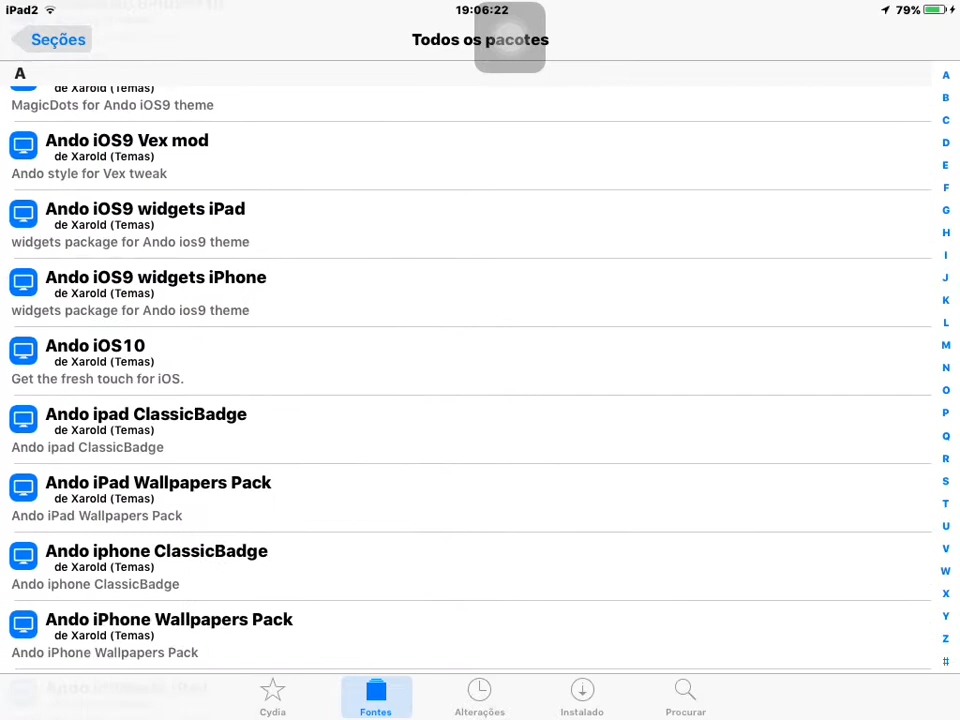 iPad2
19:06:22
79%
Seções
Todos os pacotes
A
de Xarold (Temas)
MagicDots for Ando iOS9 theme
Ando iOS9 Vex mod
de Xarold (Temas)
Ando style for Vex tweak
Ando iOS9 widgets iPad
de Xarold (Temas)
widgets package for Ando ios9 theme
Ando iOS9 widgets iPhone
de Xarold (Temas)
widgets package for Ando ios9 theme
Ando iOS10
de Xarold (Temas)
Get the fresh touch for iOS.
Ando ipad ClassicBadge
de Xarold (Temas)
Ando ipad ClassicBadge
Ando iPad Wallpapers Pack
de Xarold (Temas)
Ando iPad Wallpapers Pack
Ando iphone ClassicBadge
de Xarold (Temas)
Ando iphone ClassicBadge
Ando iPhone Wallpapers Pack
de Xarold (Temas)
Ando iPhone Wallpapers Pack
A
B
C
D
E
F
G
H
I
J
K
L
M
N
O
P
Q
R
S
T
U
V
W
X
Y
Z
#
Cydia
Fontes
Alterações
Instalado
Procurar